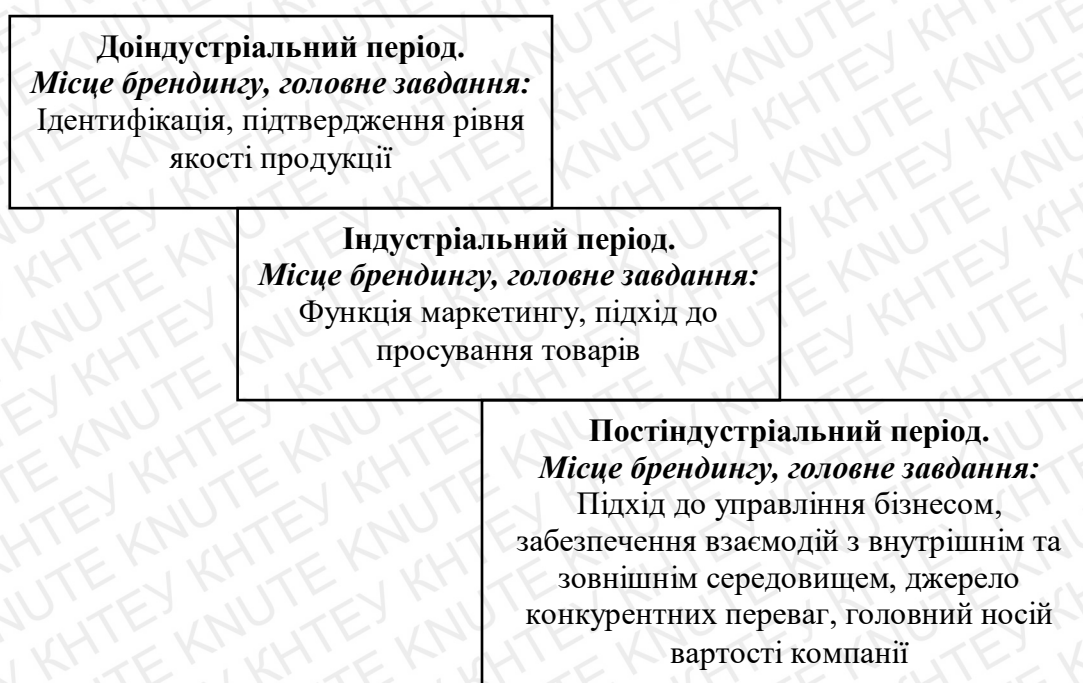 Доіндустріальний період.
Місце брендингу, головне завдання:
Ідентифікація, підтвердження рівня
якості продукції
Індустріальний період.
Місце брендингу, головне завдання:
Функція маркетингу, підхід до
просування товарів
Постіндустріальний період.
Місце брендингу, головне завдання:
Підхід до управління бізнесом,
забезпечення взаємодій з внутрішнім та
зовнішнім середовищем, джерело
конкурентних переваг, головний носій
вартості компанії